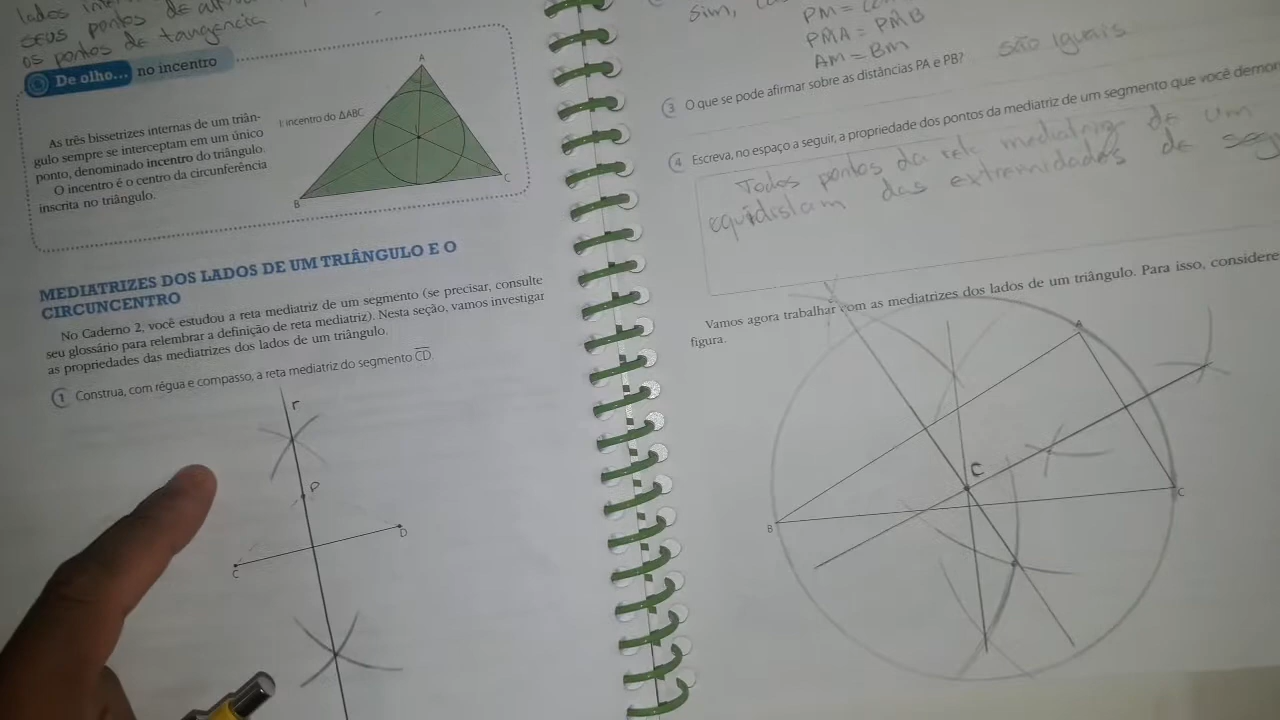 lados
seus pontos de
os pontos de tangência
De olho... no incentro
As três bissetrizes internas de um triân-
gulo sempre se interceptam em um único
ponto, denominado incentro do triângulo.
O incentro é o centro da circunferência
inscrita no triângulo.
I: incentro do ΔABC
A
B
C
MEDIATRIZES DOS LADOS DE UM TRIÂNGULO E O
CIRCUNCENTRO
No Caderno 2, você estudou a reta mediatriz de um segmento (se precisar, consulte
seu glossário para relembrar a definição de reta mediatriz). Nesta seção, vamos investigar
as propriedades das mediatrizes dos lados de um triângulo.
1 Construa, com régua e compasso, a reta mediatriz do segmento CD.
r
P
C
D
Sim,
PM =
PMA = PMB
AM = BM
3 O que se pode afirmar sobre as distâncias PA e PB? são iguais
4 Escreva, no espaço a seguir, a propriedade dos pontos da mediatriz de um segmento que você
Todos pontos da reta mediatriz de um
equidistam das extremidades de
Vamos agora trabalhar com as mediatrizes dos lados de um triângulo. Para isso, considere
figura.
A
B
C
C